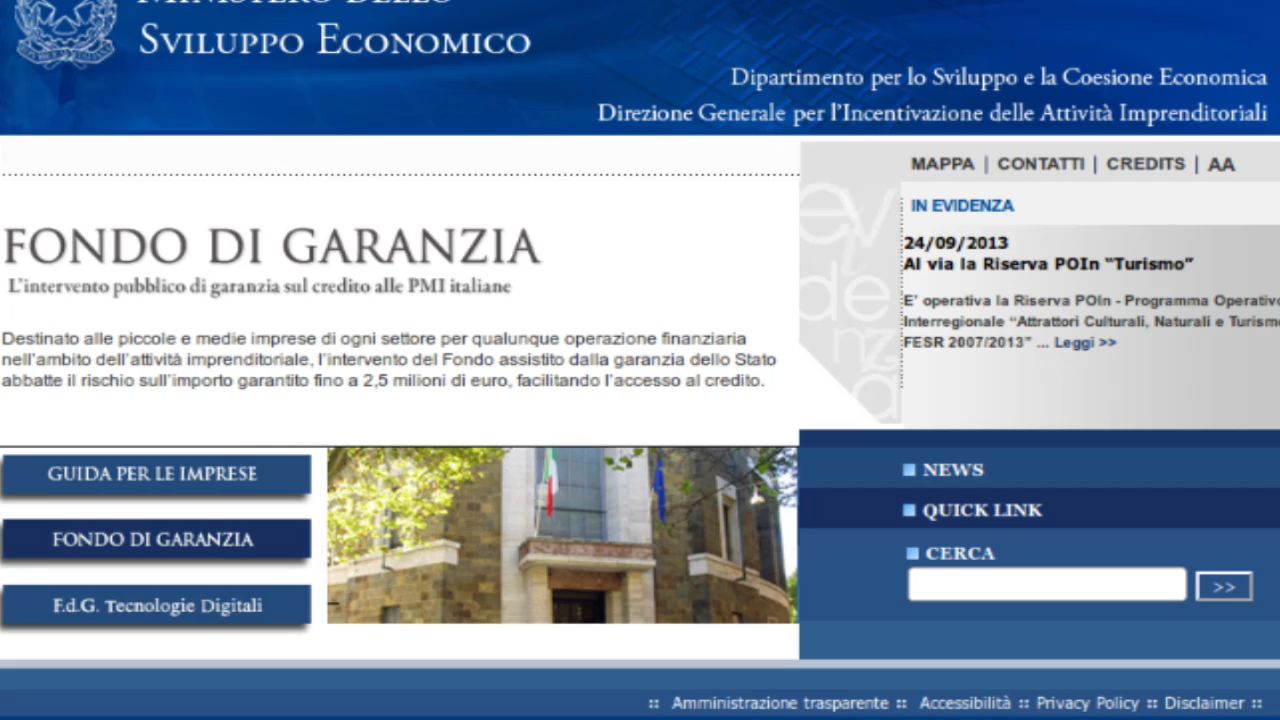 MINISTERO DELLO
SVILUPPO ECONOMICO
Dipartimento per lo Sviluppo e la Coesione Economica
Direzione Generale per l'Incentivazione delle Attività Imprenditoriali
MAPPA | CONTATTI | CREDITS | AA
IN EVIDENZA
evidenza
24/09/2013
Al via la Riserva POIn "Turismo"
E' operativa la Riserva POIn - Programma Operativo
Interregionale "Attrattori Culturali, Naturali e Turismo
FESR 2007/2013" ... Leggi >>
FONDO DI GARANZIA
L'intervento pubblico di garanzia sul credito alle PMI italiane
Destinato alle piccole e medie imprese di ogni settore per qualunque operazione finanziaria
nell'ambito dell'attività imprenditoriale, l'intervento del Fondo assistito dalla garanzia dello Stato
abbatte il rischio sull'importo garantito fino a 2,5 milioni di euro, facilitando l'accesso al credito.
GUIDA PER LE IMPRESE
FONDO DI GARANZIA
F.d.G. Tecnologie Digitali
NEWS
QUICK LINK
CERCA
>>
:: Amministrazione trasparente :: Accessibilità :: Privacy Policy :: Disclaimer ::